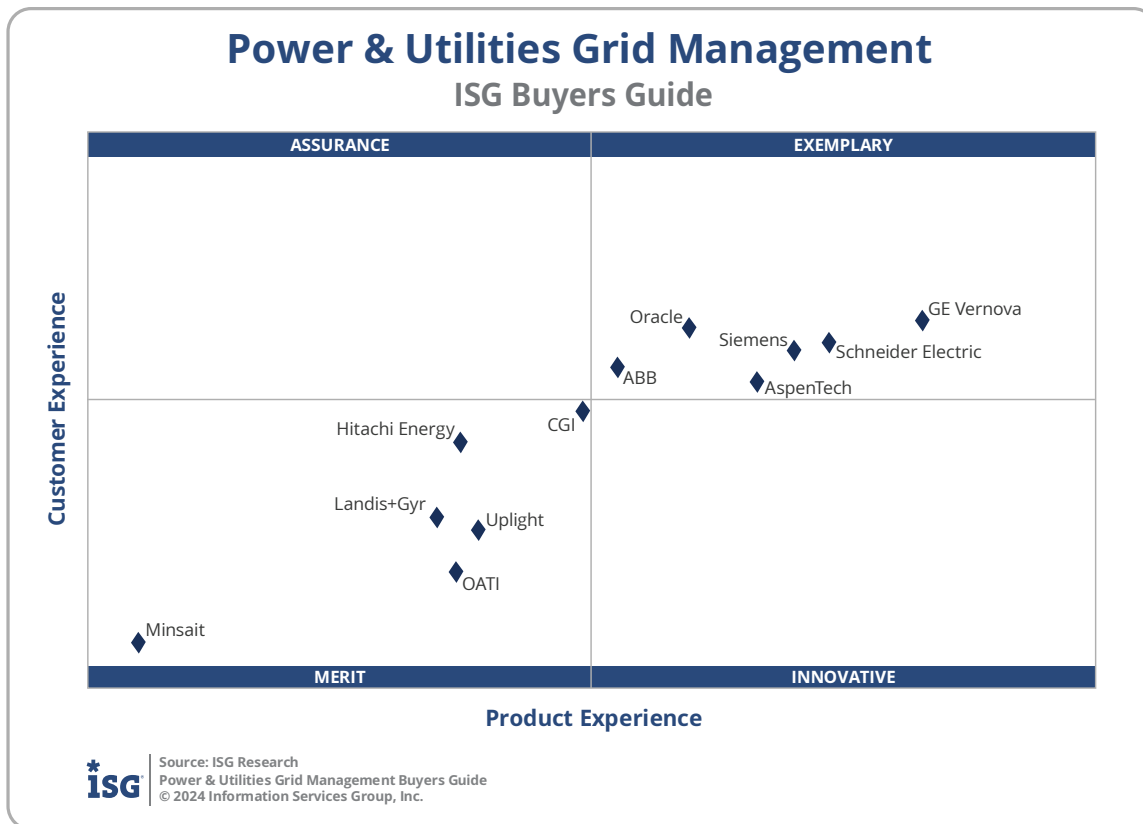 Power & Utilities Grid Management
ISG Buyers Guide
ASSURANCE
EXEMPLARY
Customer Experience
GE Vernova
Oracle
Siemens
Schneider Electric
ABB
AspenTech
CGI
Hitachi Energy
Landis+Gyr
Uplight
OATI
Minsait
MERIT
INNOVATIVE
Product Experience
ISG
Source: ISG Research
Power & Utilities Grid Management Buyers Guide
© 2024 Information Services Group, Inc.